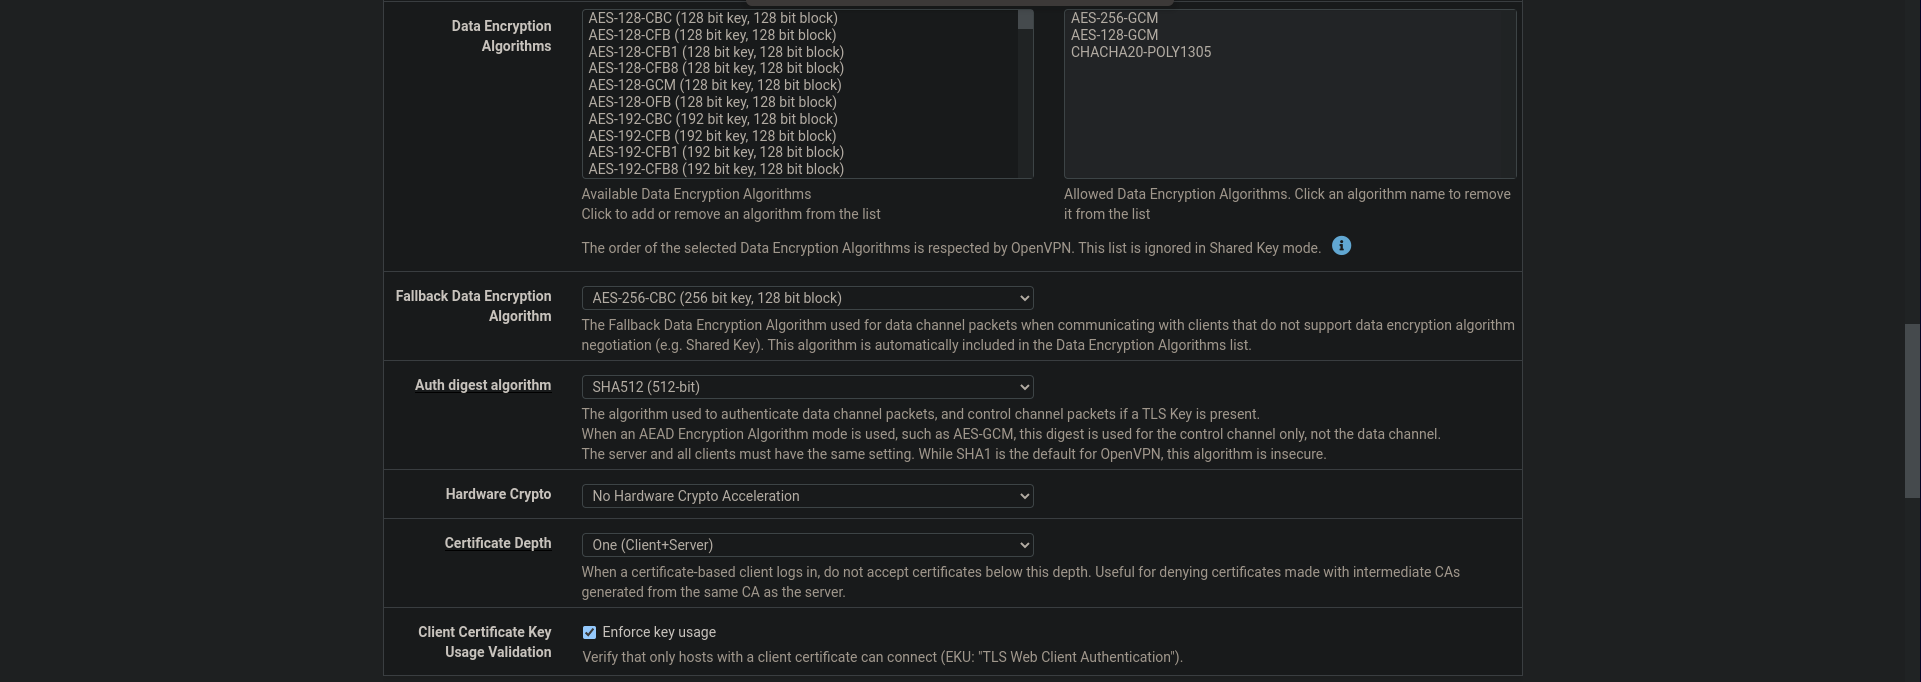 Data Encryption
Algorithms
AES-128-CBC (128 bit key, 128 bit block)
AES-128-CFB (128 bit key, 128 bit block)
AES-128-CFB1 (128 bit key, 128 bit block)
AES-128-CFB8 (128 bit key, 128 bit block)
AES-128-GCM (128 bit key, 128 bit block)
AES-128-OFB (128 bit key, 128 bit block)
AES-192-CBC (192 bit key, 128 bit block)
AES-192-CFB (192 bit key, 128 bit block)
AES-192-CFB1 (192 bit key, 128 bit block)
AES-192-CFB8 (192 bit key, 128 bit block)
Available Data Encryption Algorithms
Click to add or remove an algorithm from the list
AES-256-GCM
AES-128-GCM
CHACHA20-POLY1305
Allowed Data Encryption Algorithms. Click an algorithm name to remove
it from the list
The order of the selected Data Encryption Algorithms is respected by OpenVPN. This list is ignored in Shared Key mode.
Fallback Data Encryption
Algorithm
AES-256-CBC (256 bit key, 128 bit block)
The Fallback Data Encryption Algorithm used for data channel packets when communicating with clients that do not support data encryption algorithm
negotiation (e.g. Shared Key). This algorithm is automatically included in the Data Encryption Algorithms list.
Auth digest algorithm
SHA512 (512-bit)
The algorithm used to authenticate data channel packets, and control channel packets if a TLS Key is present.
When an AEAD Encryption Algorithm mode is used, such as AES-GCM, this digest is used for the control channel only, not the data channel.
The server and all clients must have the same setting. While SHA1 is the default for OpenVPN, this algorithm is insecure.
Hardware Crypto
No Hardware Crypto Acceleration
Certificate Depth
One (Client+Server)
When a certificate-based client logs in, do not accept certificates below this depth. Useful for denying certificates made with intermediate CAs
generated from the same CA as the server.
Client Certificate Key
Usage Validation
Enforce key usage
Verify that only hosts with a client certificate can connect (EKU: "TLS Web Client Authentication").